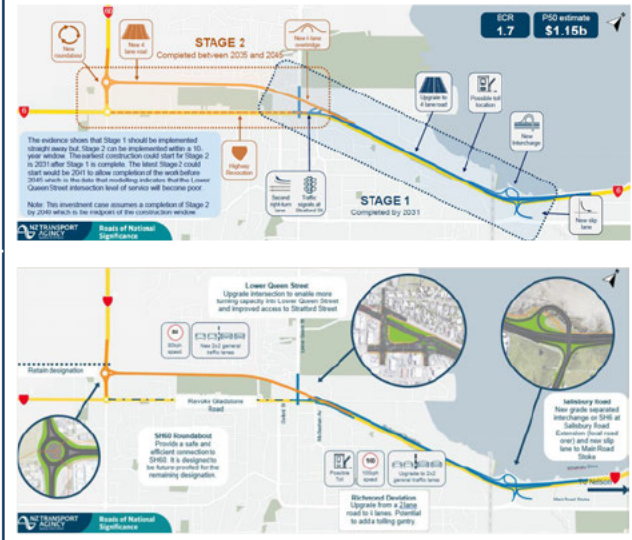 60
ECR
1.7
P50 estimate
$1.15b
New
roundabout
New 4
lane road
STAGE 2
Completed between 2035 and 2045
New 4-lane
overbridge
6
Upgrade to
4 lane road
Possible toll
location
New
Interchange
The evidence shows that Stage 1 should be implemented
straight away but, Stage 2 can be implemented within a 10-
year window. The earliest construction could start for Stage 2
is 2031 after Stage 1 is complete. The latest Stage 2 could
start would be 2041 to allow completion of the work before
2045 which is the date that modelling indicates that the Lower
Queen Street intersection level of service will become poor.
Note: This investment case assumes a completion of Stage 2
by 2040 which is the midpoint of the construction window
Highway
Revocation
Second
right-turn
lane
Traffic
signals at
STAGE 1
Completed by 2031
6
New slip
lane
NZ TRANSPORT
AGENCY
Roads of National
Significance
Lower Queen Street
Upgrade intersection to enable more
turning capacity into Lower Queen Street
and improved access to Stratford Street
speed
New 2x2 general
traffic lanes
Retain designation
Revoke Gladstone
Road
SH60 Roundabout
Provide a safe and
efficient connection to
SH60. It is designed to
be future-proofed for the
remaining designation.
Salisbury Road
New grade separated
interchange or SH6 at
Salisbury Road
Extension (local road
over) and new slip
lane to Main Road
Stoke
Possible
Toll
100
100kph
speed
Upgrade to 2x2
general traffic lanes
Richmond Deviation
Upgrade from a 2lane
road to 4 lanes. Potential
to add a tolling gantry.
To Nelson
NZ TRANSPORT
AGENCY
Roads of National
Significance